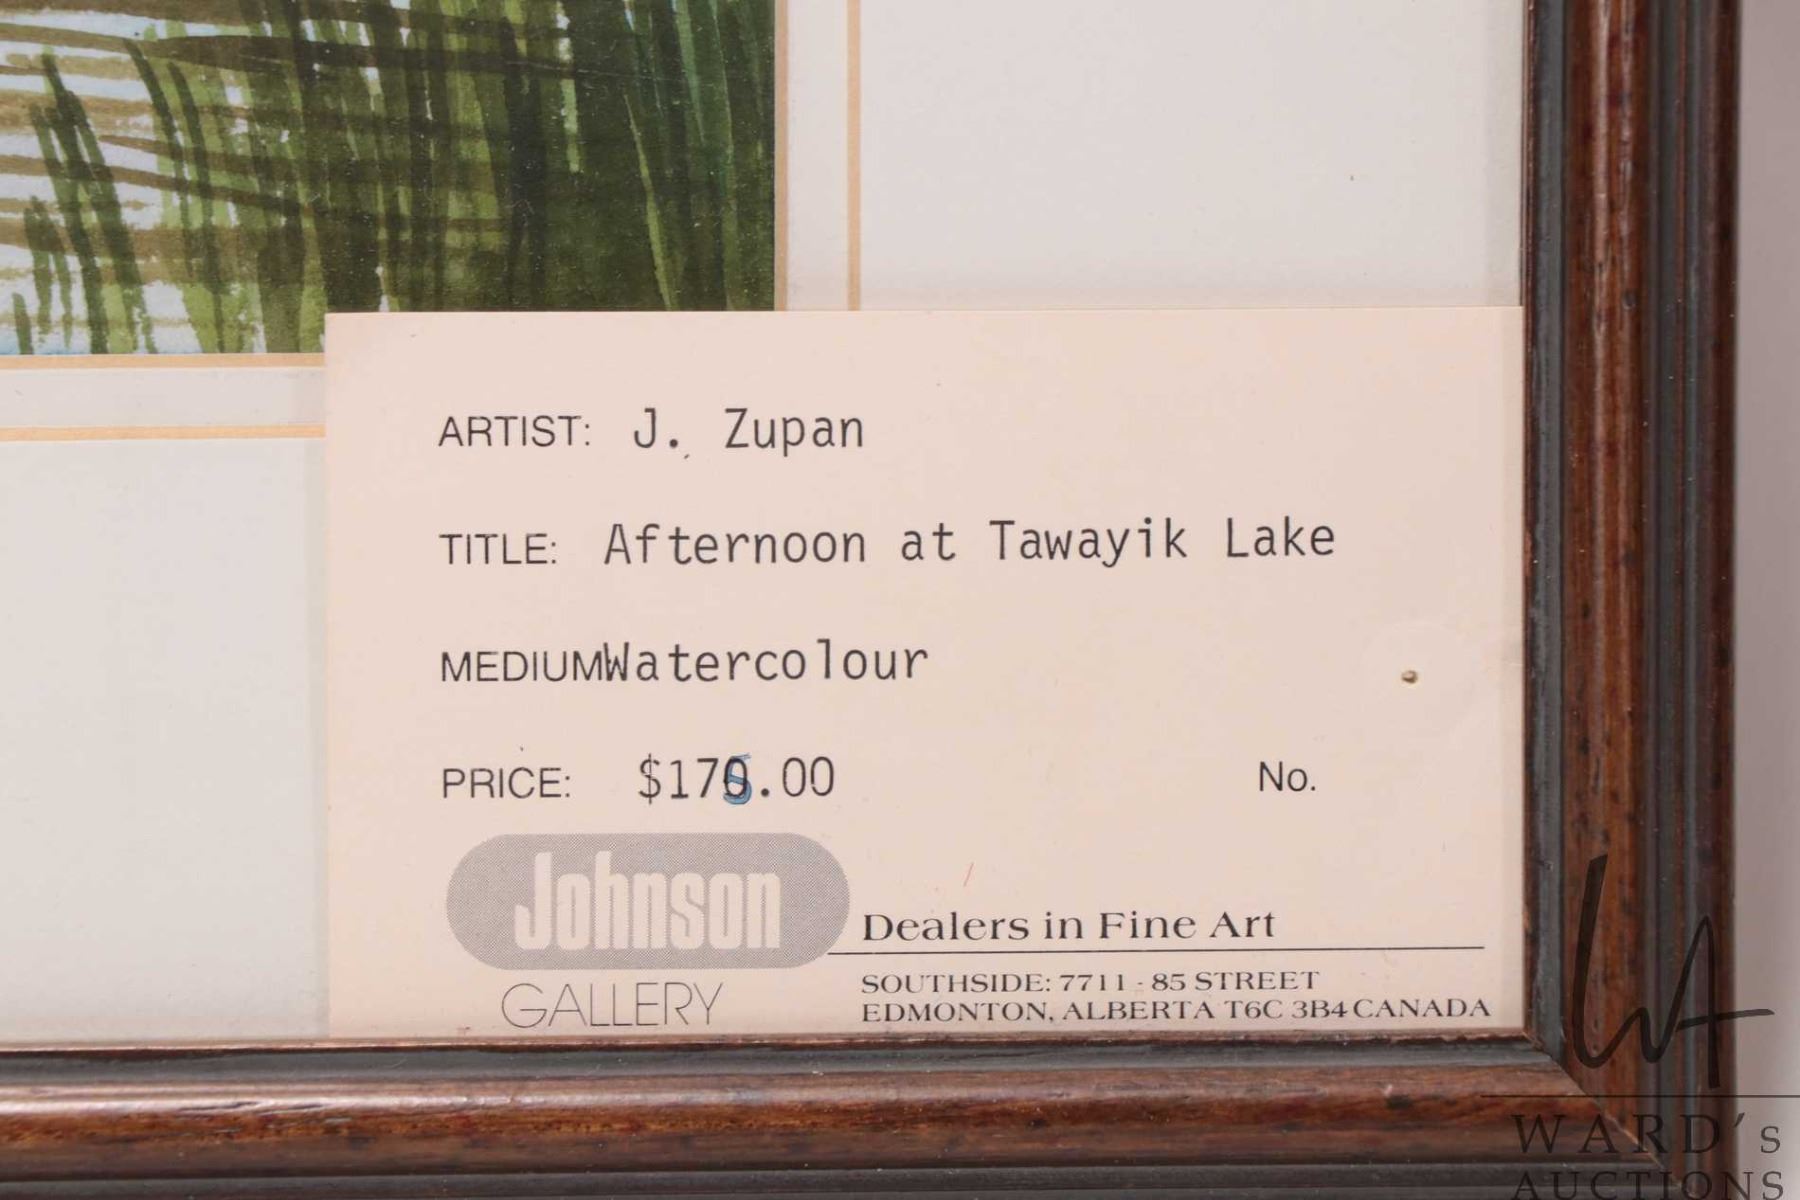 ARTIST: J. Zupan
TITLE: Afternoon at Tawayik Lake
MEDIUM Watercolour
PRICE: $175.00 No.
Johnson
GALLERY
Dealers in Fine Art
SOUTHSIDE: 7711 - 85 STREET
EDMONTON, ALBERTA T6C 3B4 CANADA
WA
WARD's
AUCTIONS